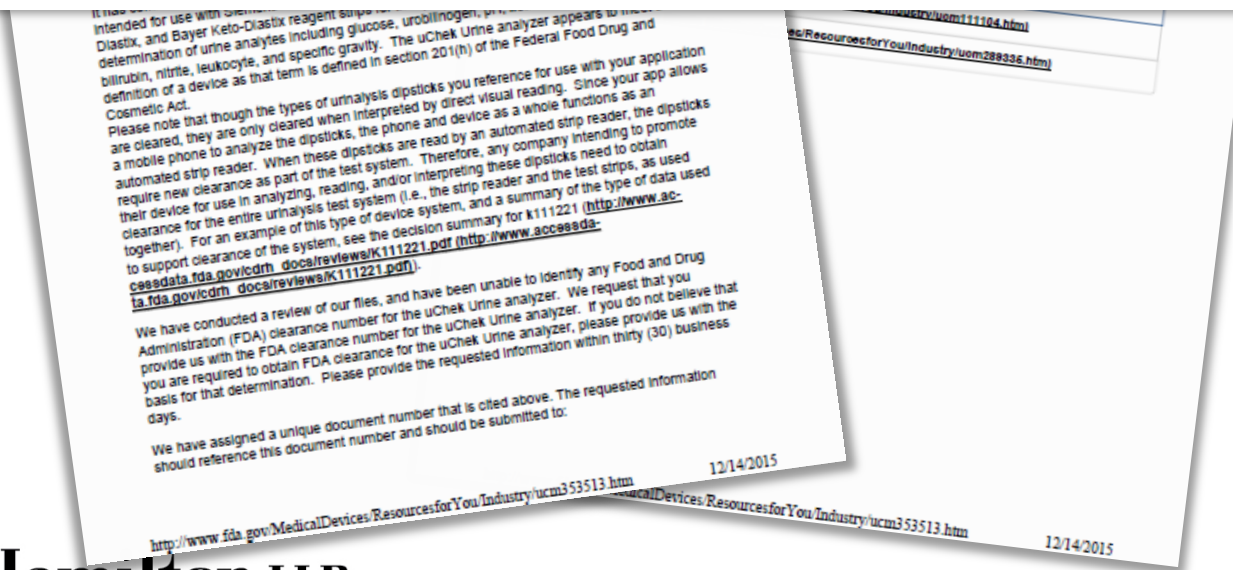 intended for use with Siemens
Diastix, and Bayer Keto-Diastix reagent strips for
determination of urine analytes including glucose, urobilinogen, pH,
bilirubin, nitrite, leukocyte, and specific gravity. The uChek Urine analyzer appears to meet
definition of a device as that term is defined in section 201(h) of the Federal Food Drug and
Cosmetic Act.
Please note that though the types of urinalysis dipsticks you reference for use with your application
are cleared, they are only cleared when interpreted by direct visual reading. Since your app allows
a mobile phone to analyze the dipsticks, the phone and device as a whole functions as an
automated strip reader. When these dipsticks are read by an automated strip reader, the dipsticks
require new clearance as part of the test system. Therefore, any company intending to promote
their device for use in analyzing, reading, and/or interpreting these dipsticks need to obtain
clearance for the entire urinalysis test system (i.e., the strip reader and the test strips, as used
together). For an example of this type of device system, and a summary of the type of data used
to support clearance of the system, see the decision summary for k111221 (http://www.ac-
cessdata.fda.gov/cdrh_docs/reviews/K111221.pdf (http://www.accessda-
ta.fda.gov/cdrh_docs/reviews/K111221.pdf)).
We have conducted a review of our files, and have been unable to identify any Food and Drug
Administration (FDA) clearance number for the uChek Urine analyzer. We request that you
provide us with the FDA clearance number for the uChek Urine analyzer. If you do not believe that
you are required to obtain FDA clearance for the uChek Urine analyzer, please provide us with the
basis for that determination. Please provide the requested information within thirty (30) business
days.
We have assigned a unique document number that is cited above. The requested information
should reference this document number and should be submitted to:
http://www.fda.gov/MedicalDevices/ResourcesforYou/Industry/ucm353513.htm 12/14/2015
/ucm111104.htm)
es/ResourcesforYou/Industry/ucm289336.htm)
icalDevices/ResourcesforYou/Industry/ucm353513.htm 12/14/2015